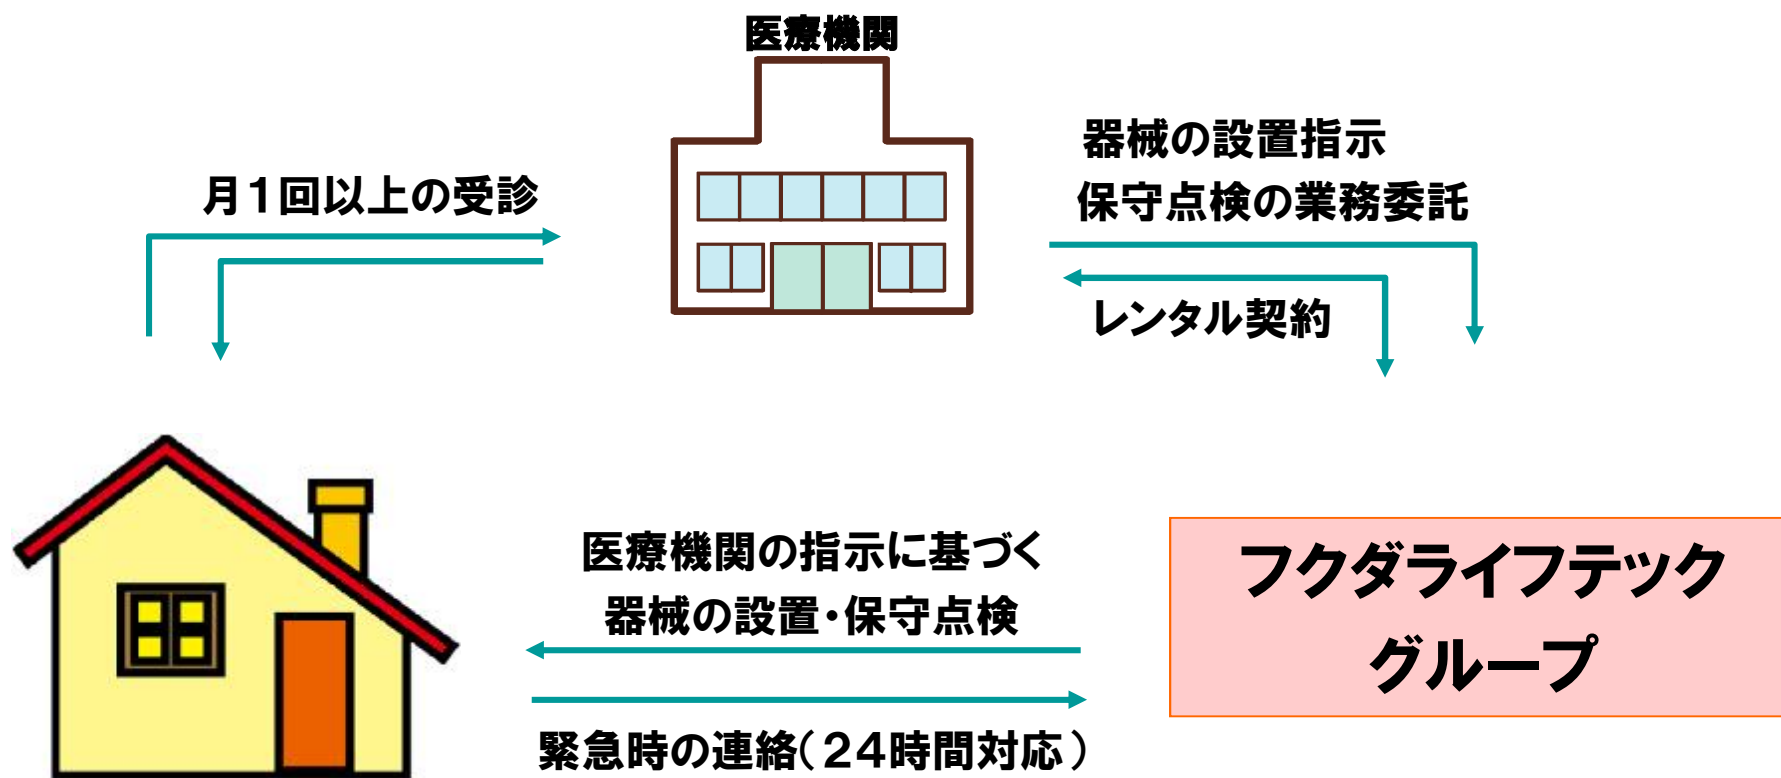 医療機関
月1回以上の受診
器械の設置指示
保守点検の業務委託
レンタル契約
医療機関の指示に基づく
器械の設置・保守点検
緊急時の連絡(24時間対応)
フクダライフテック
グループ